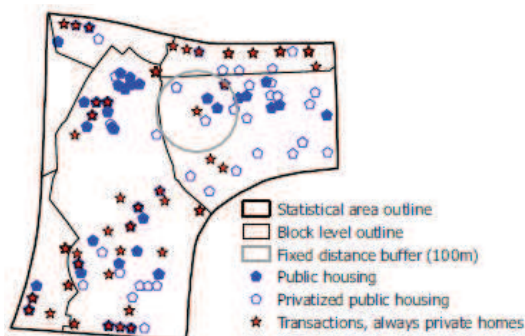 Statistical area outline
Block level outline
Fixed distance buffer (100m)
Public housing
Privatized public housing
Transactions, always private homes